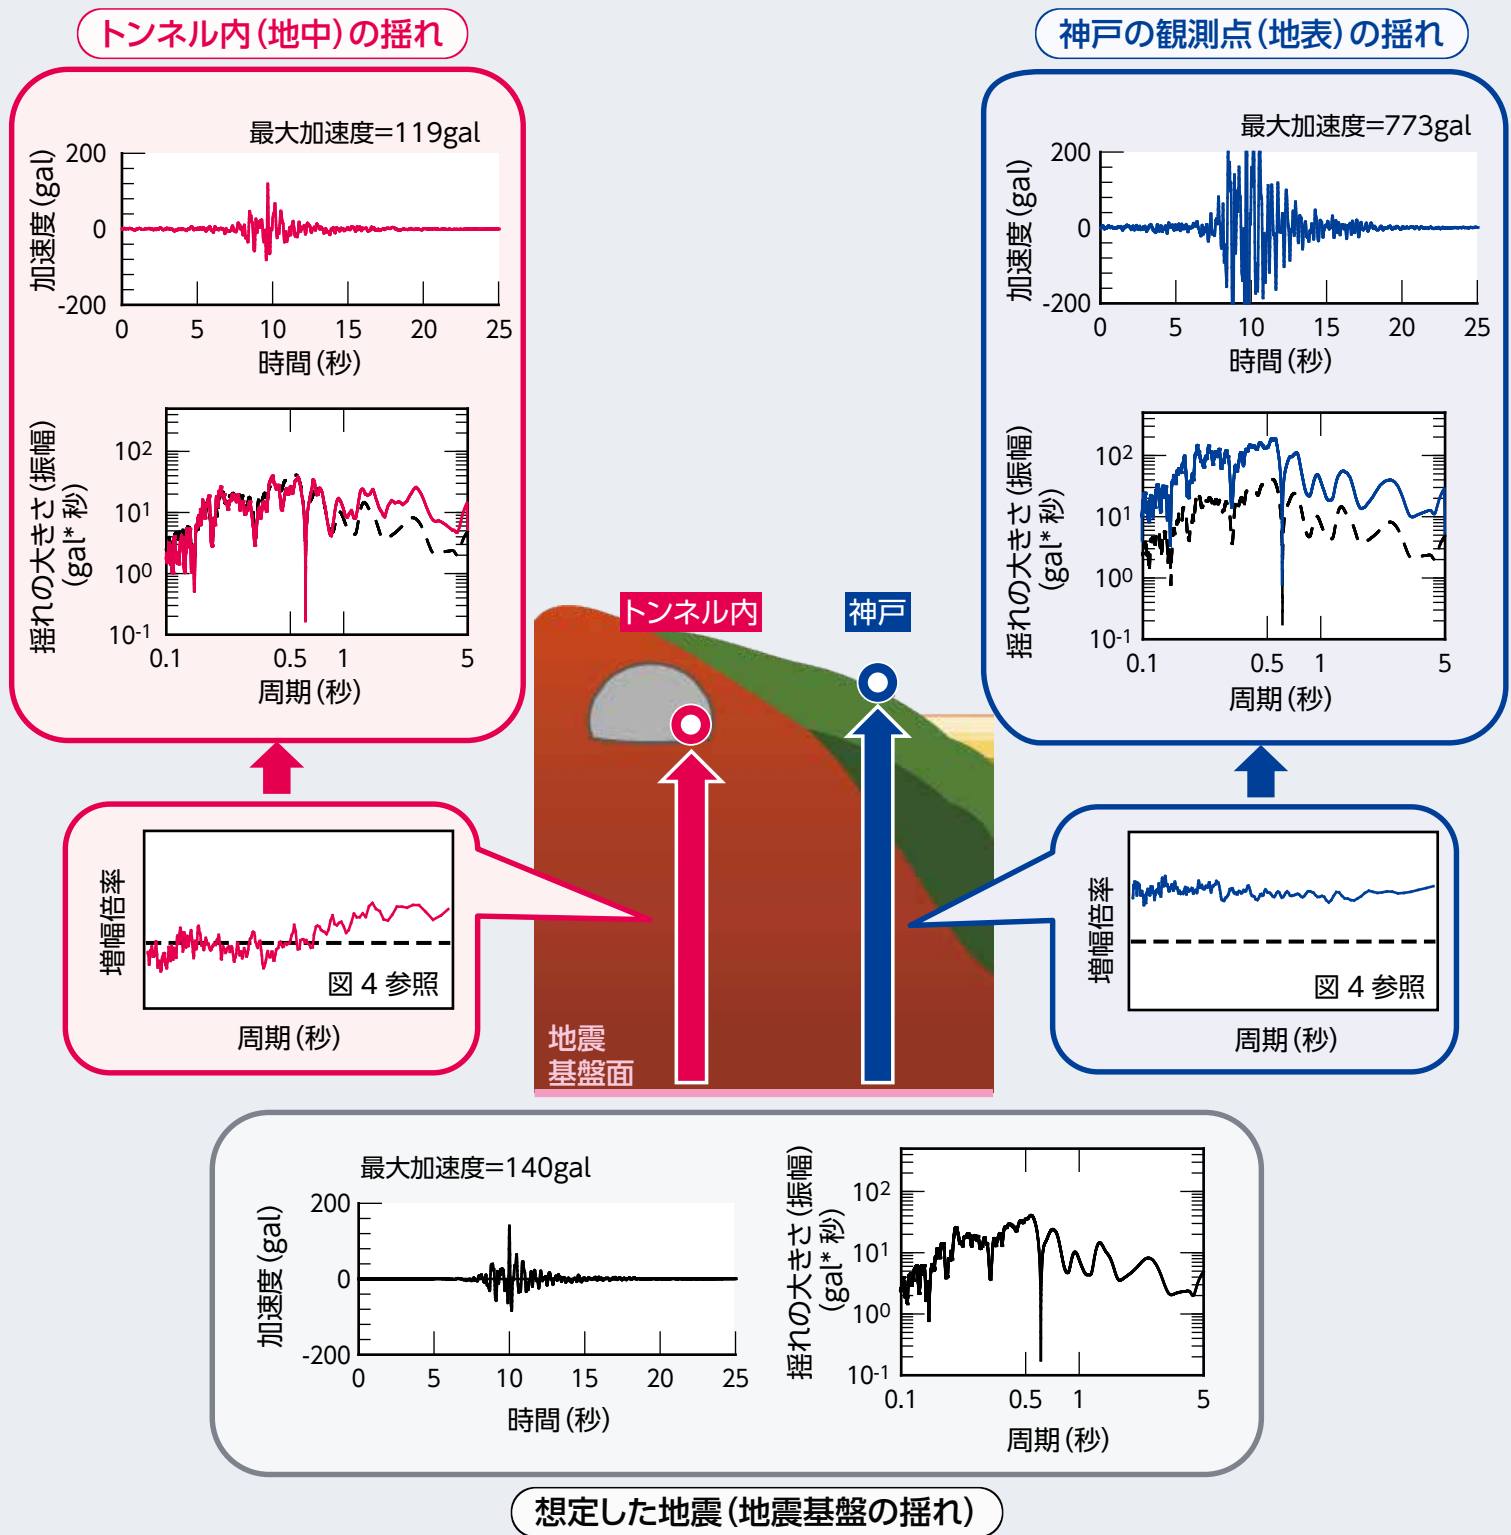 トンネル内(地中)の揺れ
最大加速度=119gal
加速度(gal)
200
0
-200
0 5 10 15 20 25
時間(秒)
揺れの大きさ(振幅)
(gal*秒)
10²
10¹
10⁰
10⁻¹
0.1 0.5 1 5
周期(秒)
増幅倍率
図4参照
周期(秒)
神戸の観測点(地表)の揺れ
最大加速度=773gal
加速度(gal)
200
0
-200
0 5 10 15 20 25
時間(秒)
揺れの大きさ(振幅)
(gal*秒)
10²
10¹
10⁰
10⁻¹
0.1 0.5 1 5
周期(秒)
増幅倍率
図4参照
周期(秒)
トンネル内
神戸
地震
基盤面
最大加速度=140gal
加速度(gal)
200
0
-200
0 5 10 15 20 25
時間(秒)
揺れの大きさ(振幅)
(gal*秒)
10²
10¹
10⁰
10⁻¹
0.1 0.5 1 5
周期(秒)
想定した地震(地震基盤の揺れ)